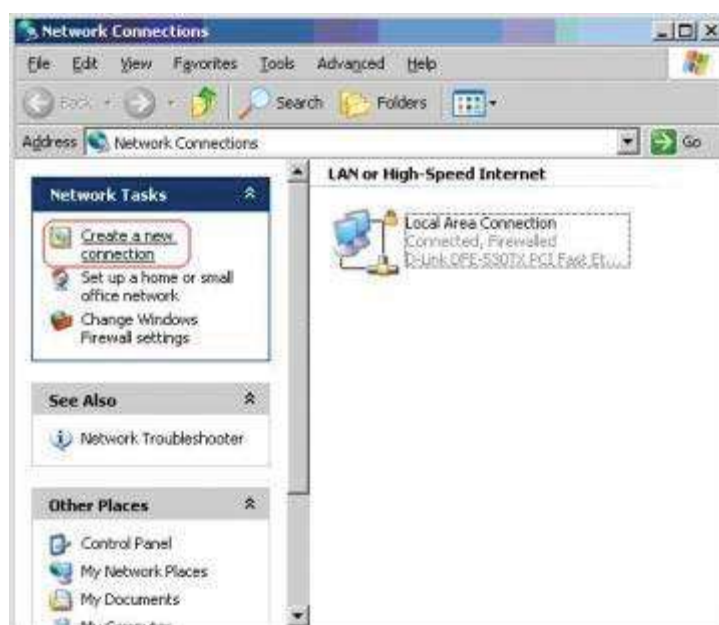 Network Connections
File Edit View Favorites Tools Advanced Help
Back Search Folders
Address Network Connections Go
Network Tasks
Create a new
connection
Set up a home or small
office network
Change Windows
Firewall settings
See Also
Network Troubleshooter
Other Places
Control Panel
My Network Places
My Documents
My Computer
LAN or High-Speed Internet
Local Area Connection
Connected, Firewalled
D-Link DFE-530TX PCI Fast Et...